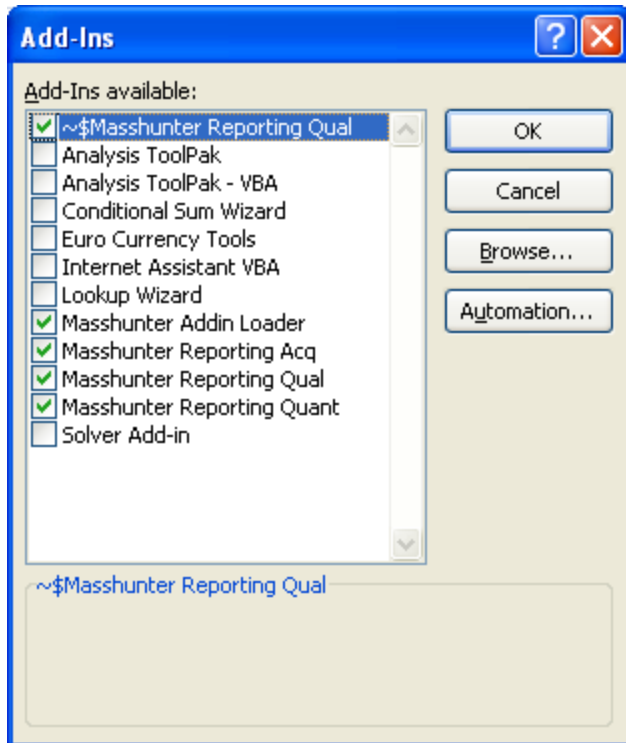 Add-Ins
Add-Ins available:
~$Masshunter Reporting Qual
Analysis ToolPak
Analysis ToolPak - VBA
Conditional Sum Wizard
Euro Currency Tools
Internet Assistant VBA
Lookup Wizard
Masshunter Addin Loader
Masshunter Reporting Acq
Masshunter Reporting Qual
Masshunter Reporting Quant
Solver Add-in
OK
Cancel
Browse...
Automation...
~$Masshunter Reporting Qual